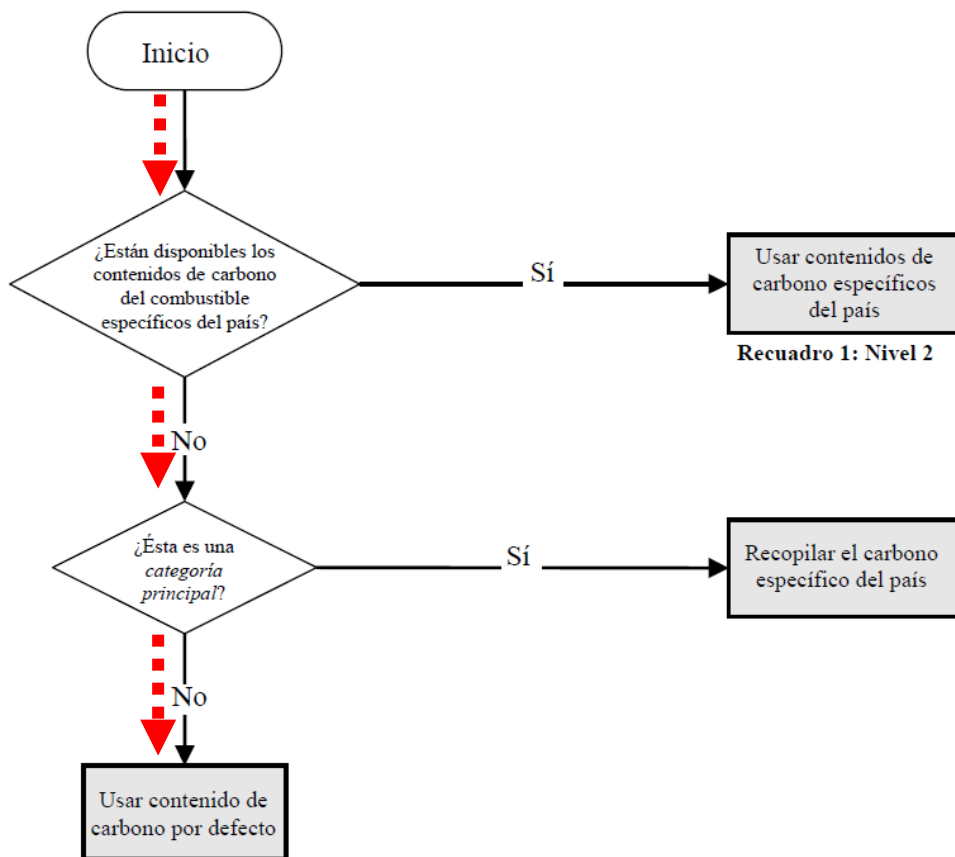 Inicio
¿Están disponibles los
contenidos de carbono
del combustible
específicos del país?
Sí
Usar contenidos de
carbono específicos
del país
Recuadro 1: Nivel 2
No
¿Ésta es una
categoría
principal?
Sí
Recopilar el carbono
específico del país
No
Usar contenido de
carbono por defecto